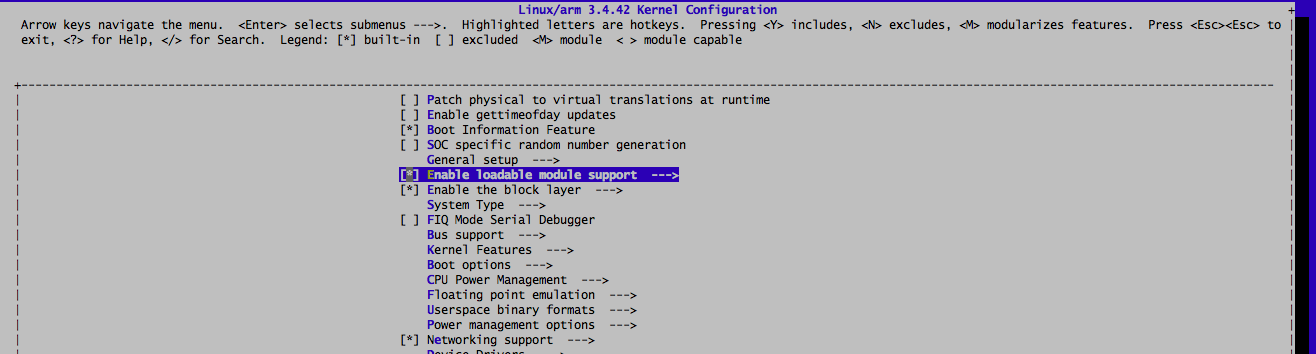 Linux/arm 3.4.42 Kernel Configuration
Arrow keys navigate the menu.  <Enter> selects submenus --->.  Highlighted letters are hotkeys.  Pressing <Y> includes, <N> excludes, <M> modularizes features.  Press <Esc><Esc> to
exit, <?> for Help, </> for Search.  Legend: [*] built-in  [ ] excluded  <M> module  < > module capable
[ ] Patch physical to virtual translations at runtime
[ ] Enable gettimeofday updates
[*] Boot Information Feature
[ ] SOC specific random number generation
General setup  --->
[*] Enable loadable module support  --->
[*] Enable the block layer  --->
System Type  --->
[ ] FIQ Mode Serial Debugger
Bus support  --->
Kernel Features  --->
Boot options  --->
CPU Power Management  --->
Floating point emulation  --->
Userspace binary formats  --->
Power management options  --->
[*] Networking support  --->
Device Drivers  --->